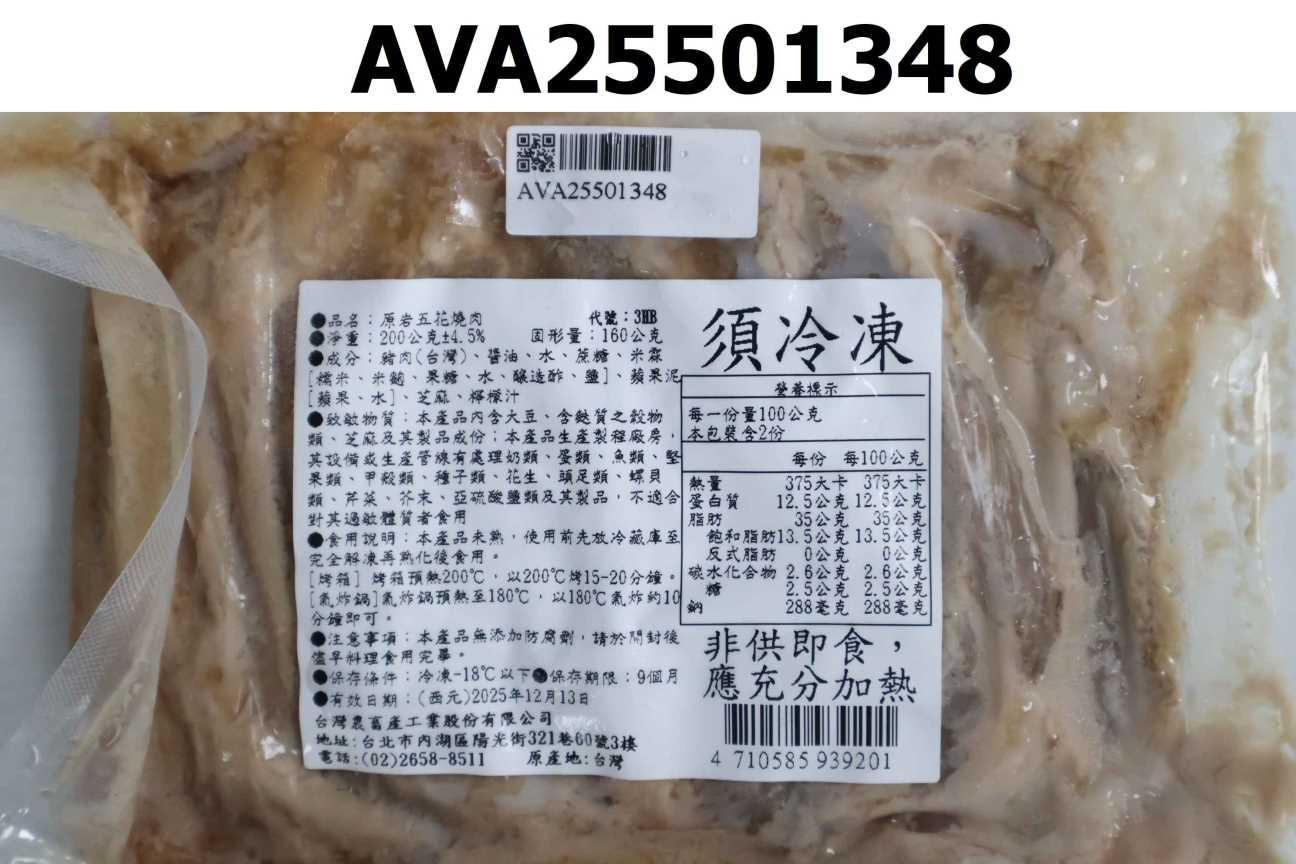 AVA25501348
AVA25501348
●品名：原岩五花燒肉 代號：3HB
●淨重：200公克±4.5% 固形量：160公克
●成分：豬肉(台灣)、醬油、水、蔗糖、米霖
[糯米、米麴、果糖、水、釀造酢、鹽]、蘋果泥
[蘋果、水]、芝麻、檸檬汁
●致敏物質：本產品內含大豆、含麩質之穀物
類、芝麻及其製品成份；本產品生產製程廠房，
其設備或生產管線有處理奶類、蛋類、魚類、堅
果類、甲殼類、種子類、花生、頭足類、螺貝
類、芹菜、芥末、亞硫酸鹽類及其製品，不適合
對其過敏體質者食用
●食用說明：本產品未熟，使用前先放冷藏庫至
完全解凍再熟化後食用。
[烤箱] 烤箱預熱200℃，以200℃烤15-20分鐘。
[氣炸鍋]氣炸鍋預熱至180℃，以180℃氣炸約10
分鐘即可。
●注意事項：本產品無添加防腐劑，請於開封後
儘早料理食用完畢。
●保存條件：冷凍-18℃以下●保存期限：9個月
●有效日期：(西元)2025年12月13日
台灣農畜產工業股份有限公司
地址:台北市內湖區陽光街321巷60號3樓
電話:(02)2658-8511 原產地:台灣
須冷凍
營養標示
每一份量100公克
本包裝含2份
每份 每100公克
熱量 375大卡 375大卡
蛋白質 12.5公克 12.5公克
脂肪 35公克 35公克
飽和脂肪 13.5公克 13.5公克
反式脂肪 0公克 0公克
碳水化合物 2.6公克 2.6公克
糖 2.5公克 2.5公克
鈉 288毫克 288毫克
非供即食，
應充分加熱
4 710585 939201